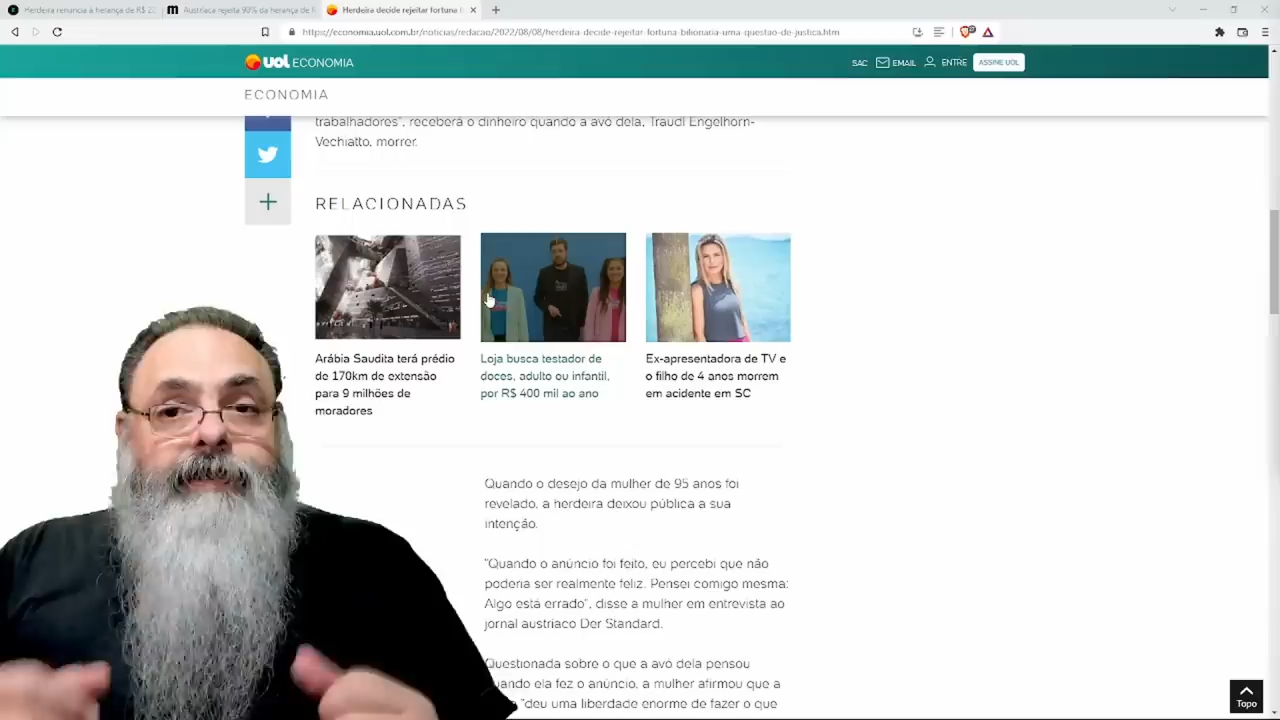 Herdeira renuncia à herança de R$ 2
Austríaca rejeita 90% da herança de R
Herdeira decide rejeitar fortuna
https://economia.uol.com.br/noticias/redacao/2022/08/08/herdeira-decide-rejeitar-fortuna-bilionaria-uma-questao-de-justica.htm
UOL ECONOMIA
SAC
EMAIL
ENTRE
ASSINE UOL
ECONOMIA
trabalhadores", receberá o dinheiro quando a avó dela, Traudl Engelhorn-
Vechiatto, morrer.
RELACIONADAS
Arábia Saudita terá prédio
de 170km de extensão
para 9 milhões de
moradores
Loja busca testador de
doces, adulto ou infantil,
por R$ 400 mil ao ano
Ex-apresentadora de TV e
o filho de 4 anos morrem
em acidente em SC
Quando o desejo da mulher de 95 anos foi
revelado, a herdeira deixou pública a sua
intenção.
"Quando o anúncio foi feito, eu percebi que não
poderia ser realmente feliz. Pensei comigo mesma:
Algo está errado", disse a mulher em entrevista ao
jornal austríaco Der Standard.
Questionada sobre o que a avó dela pensou
quando ela fez o anúncio, a mulher afirmou que a
"deu uma liberdade enorme de fazer o que
Topo